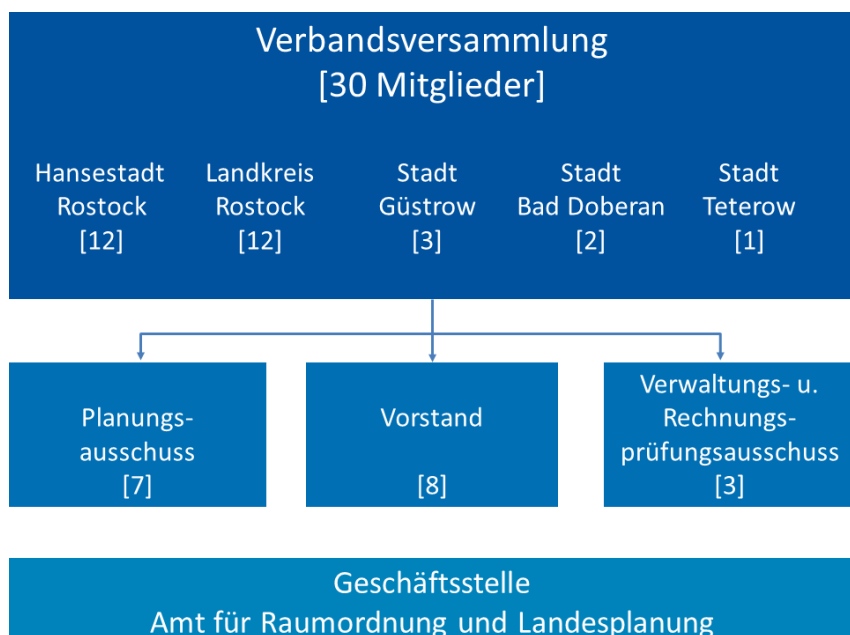 Verbandsversammlung
[30 Mitglieder]
Hansestadt
Rostock
[12]
Landkreis
Rostock
[12]
Stadt
Güstrow
[3]
Stadt
Bad Doberan
[2]
Stadt
Teterow
[1]
Planungs-
ausschuss
[7]
Vorstand
[8]
Verwaltungs- u.
Rechnungs-
prüfungsausschuss
[3]
Geschäftsstelle
Amt für Raumordnung und Landesplanung